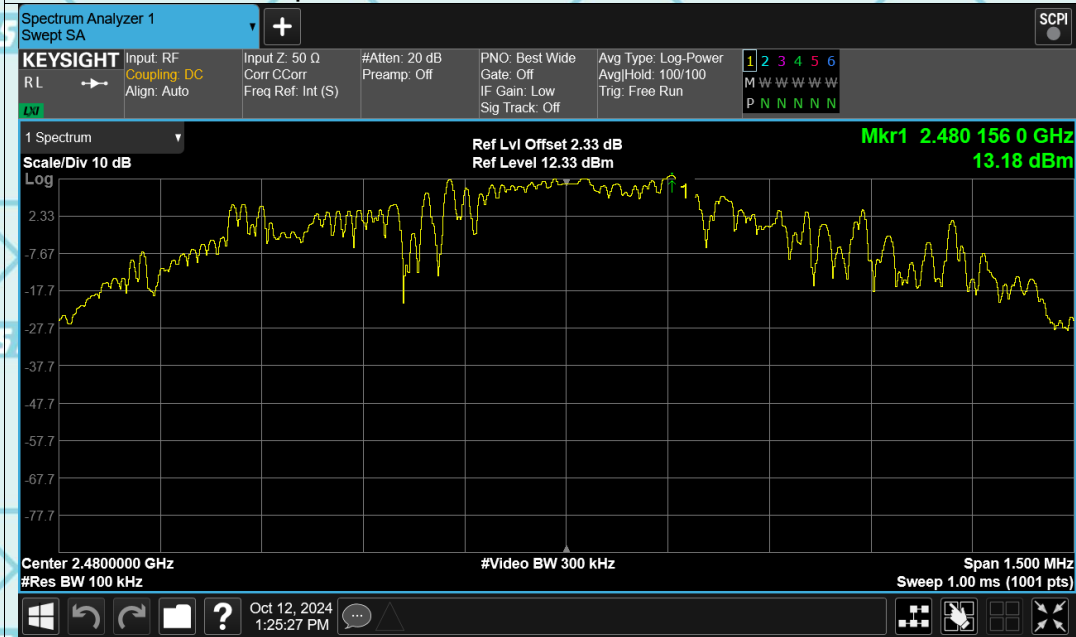 Spectrum Analyzer 1
Swept SA
+
SCPI
KEYSIGHT
R L
LXI
Input: RF
Coupling: DC
Align: Auto
Input Z: 50 Ω
Corr CCorr
Freq Ref: Int (S)
#Atten: 20 dB
Preamp: Off
PNO: Best Wide
Gate: Off
IF Gain: Low
Sig Track: Off
Avg Type: Log-Power
Avg|Hold: 100/100
Trig: Free Run
1 2 3 4 5 6
M W W W W W
P N N N N N
1 Spectrum
Scale/Div 10 dB
Log
Ref Lvl Offset 2.33 dB
Ref Level 12.33 dBm
Mkr1 2.480 156 0 GHz
13.18 dBm
1
2.33
-7.67
-17.7
-27.7
-37.7
-47.7
-57.7
-67.7
-77.7
Center 2.4800000 GHz
#Res BW 100 kHz
#Video BW 300 kHz
Span 1.500 MHz
Sweep 1.00 ms (1001 pts)
?
Oct 12, 2024
1:25:27 PM